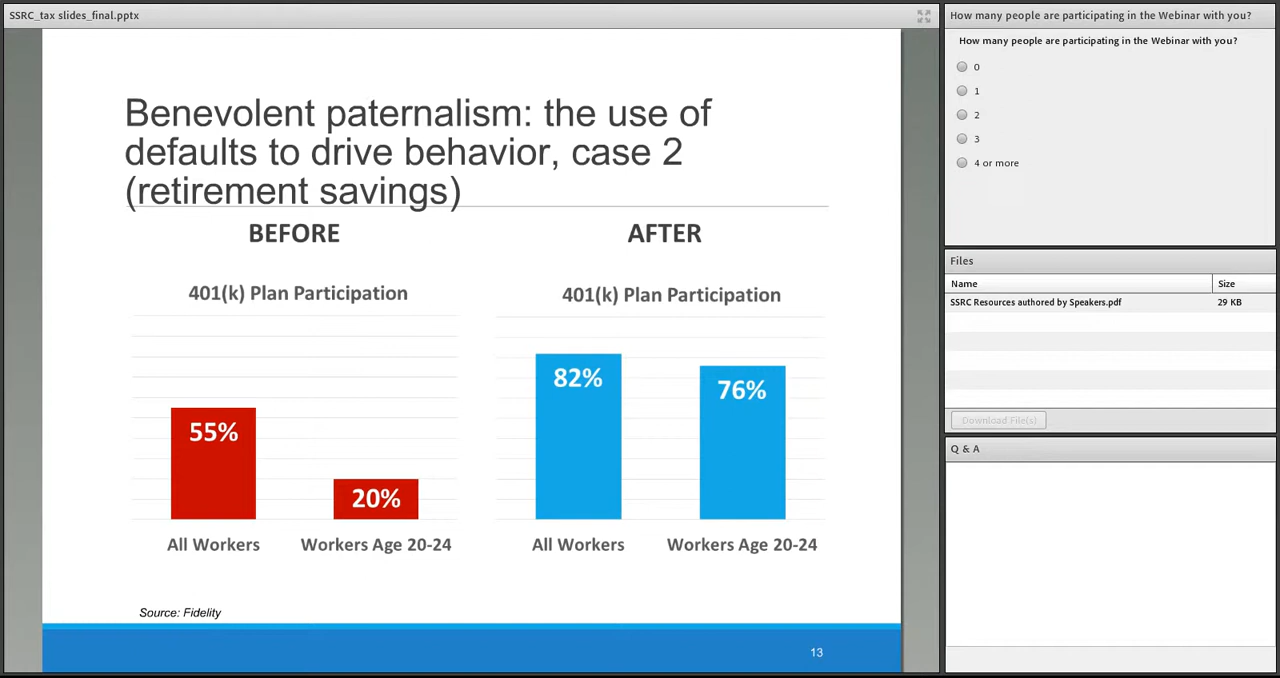 SSRC_tax slides_final.pptx
Benevolent paternalism: the use of
defaults to drive behavior, case 2
(retirement savings)
BEFORE
401(k) Plan Participation
55%
20%
All Workers
Workers Age 20-24
AFTER
401(k) Plan Participation
82%
76%
All Workers
Workers Age 20-24
Source: Fidelity
13
How many people are participating in the Webinar with you?
How many people are participating in the Webinar with you?
0
1
2
3
4 or more
Files
Name Size
SSRC Resources authored by Speakers.pdf 29 KB
Download File(s)
Q & A